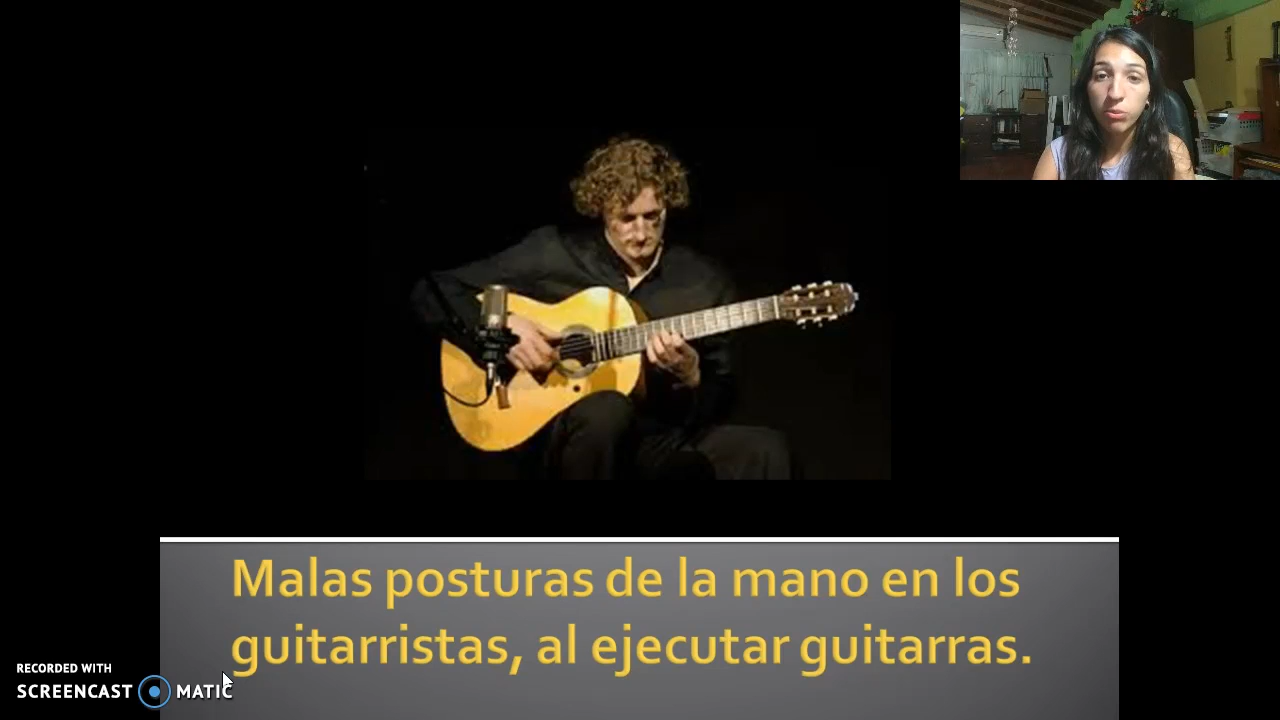 Malas posturas de la mano en los
guitarristas, al ejecutar guitarras.
RECORDED WITH
SCREENCAST MATIC